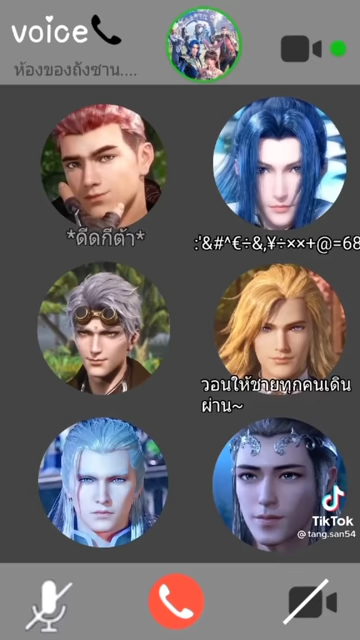 voice
ห้องของถังซาน....
*ดีดกีต้า*
:'&#^€÷&,¥÷××+@=68
วอนให้ชายทุกคนเดิน
ผ่าน~
TikTok
@tang.san54